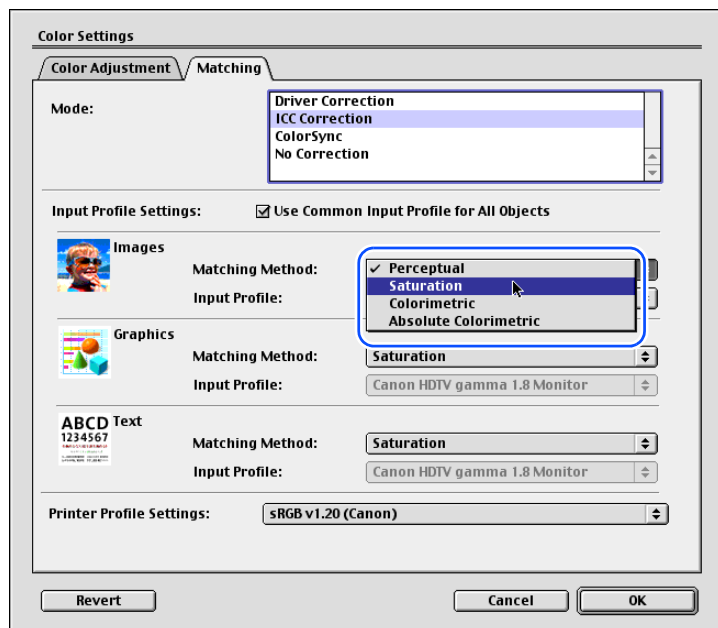 Color Settings
Color Adjustment Matching
Mode:
Driver Correction
ICC Correction
ColorSync
No Correction
Input Profile Settings: Use Common Input Profile for All Objects
Images
Matching Method: Perceptual
Saturation
Input Profile: Colorimetric
Absolute Colorimetric
Graphics
Matching Method: Saturation
Input Profile: Canon HDTV gamma 1.8 Monitor
ABCD Text
1234567
Matching Method: Saturation
Input Profile: Canon HDTV gamma 1.8 Monitor
Printer Profile Settings: sRGB v1.20 (Canon)
Revert Cancel OK